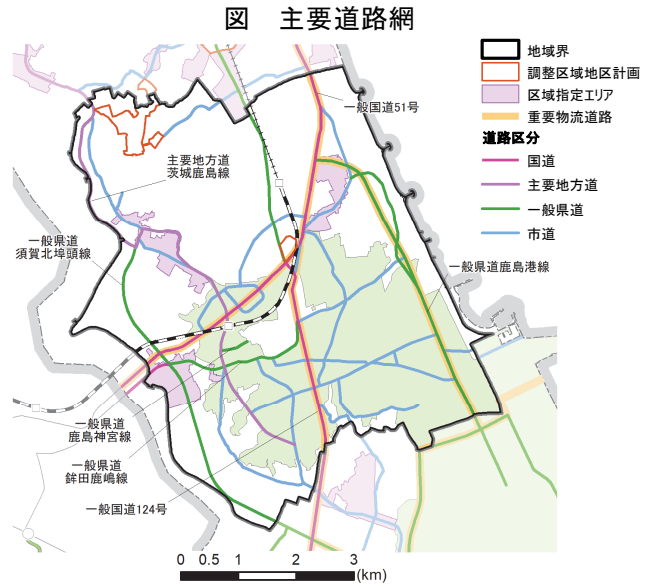 図　主要道路網
地域界
調整区域地区計画
区域指定エリア
重要物流道路
道路区分
国道
主要地方道
一般県道
市道
一般国道51号
主要地方道
茨城鹿島線
一般県道
須賀北埠頭線
一般県道鹿島港線
一般県道
鹿島神宮線
一般県道
鉾田鹿嶋線
一般国道124号
0 0.5 1 2 3
(km)